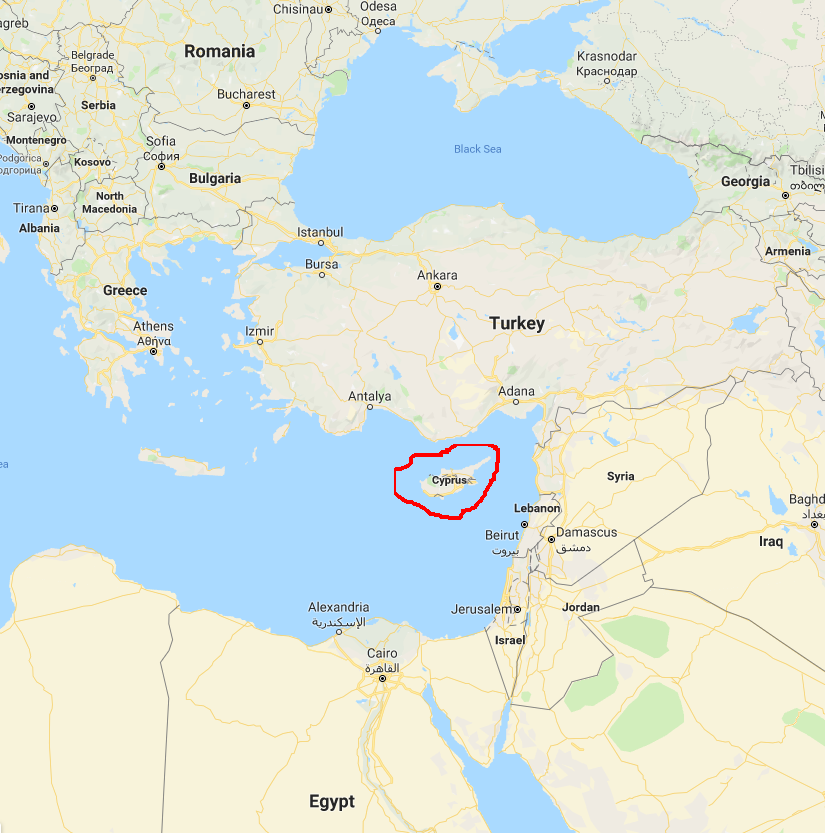 Chisinau
Odesa
Одеса
agreb
Romania
Belgrade
Београд
Krasnodar
Краснодар
osnia and
erzegovina
Serbia
Bucharest
Sarajevo
Montenegro
Sofia
София
Black Sea
Podgorica
одгорица
Kosovo
Bulgaria
Georgia
Tbilisi
North
Macedonia
Tirana
Albania
Istanbul
Armenia
Bursa
Ankara
Greece
Athens
Αθήνα
Izmir
Turkey
Antalya
Adana
Cyprus
Syria
ea
Lebanon
Baghd
بغداد
Beirut
بيروت
Damascus
دمشق
Iraq
Alexandria
الإسكندرية
Jerusalem
Jordan
Israel
Cairo
القاهرة
Egypt